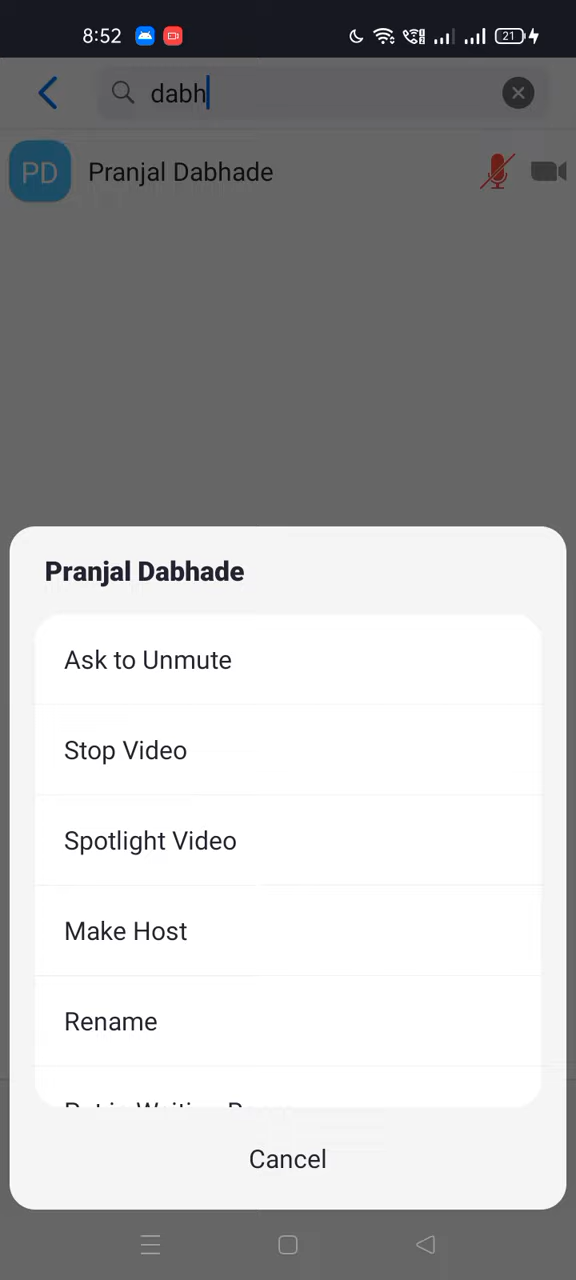 8:52
21
dabh
PD
Pranjal Dabhade
Pranjal Dabhade
Ask to Unmute
Stop Video
Spotlight Video
Make Host
Rename
Cancel